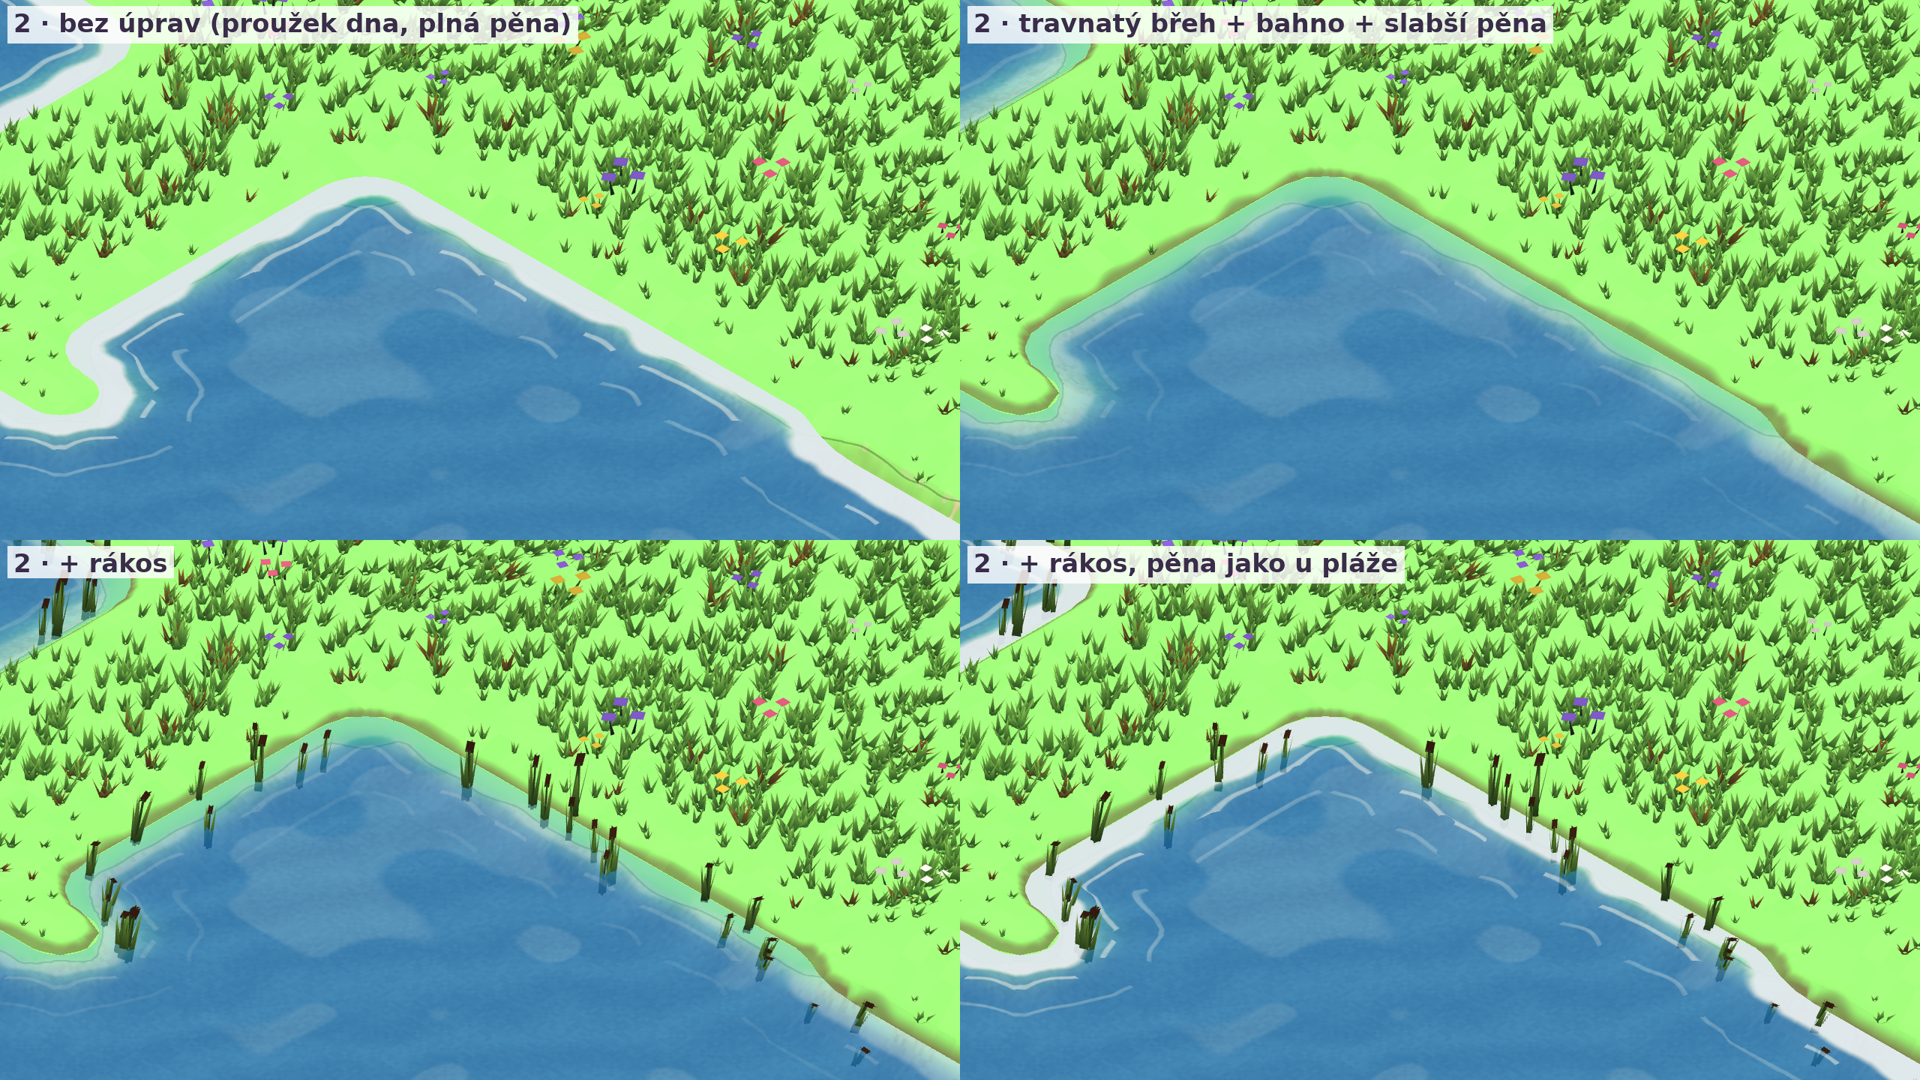 2 · bez úprav (proužek dna, plná pěna)
2 · travnatý břeh + bahno + slabší pěna
2 · + rákos
2 · + rákos, pěna jako u pláže